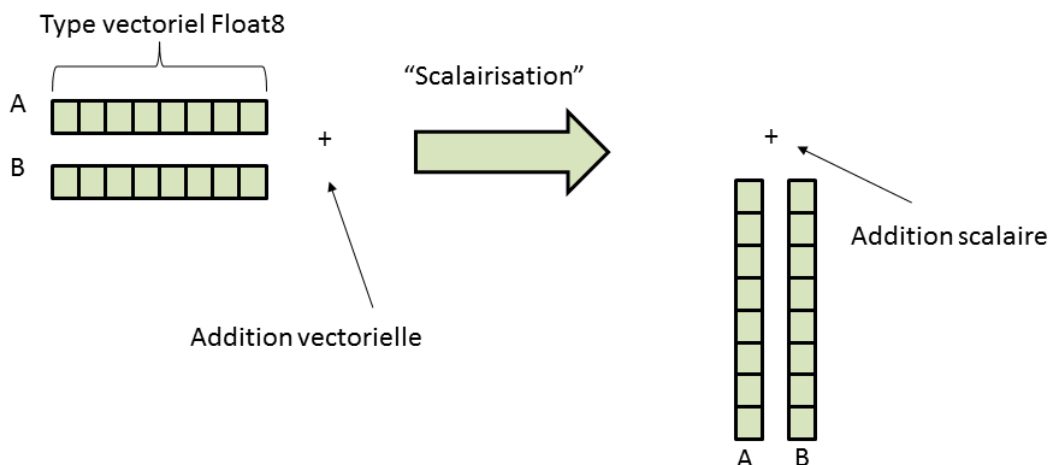 Type vectoriel Float8
A
B
+
“Scalairisation”
+
Addition vectorielle
Addition scalaire
A
B